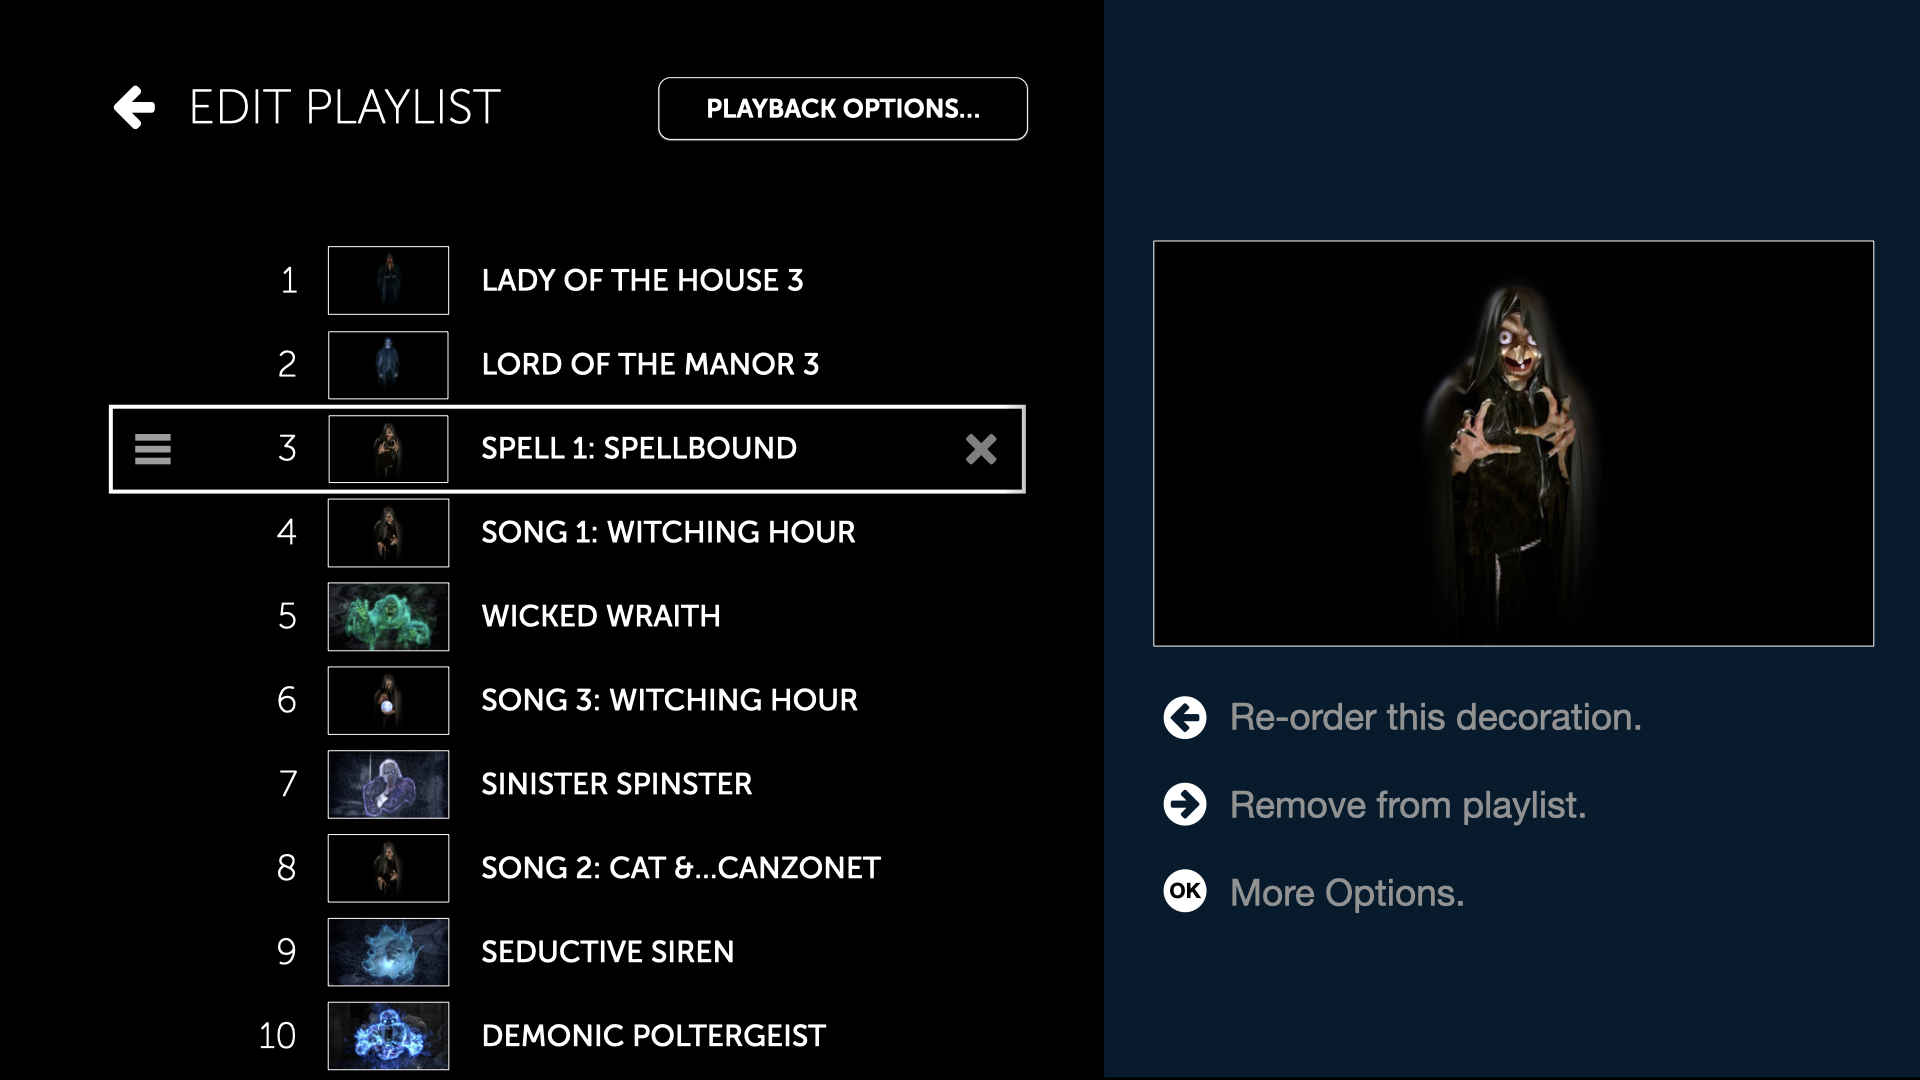 EDIT PLAYLIST
PLAYBACK OPTIONS...
1 LADY OF THE HOUSE 3
2 LORD OF THE MANOR 3
3 SPELL 1: SPELLBOUND
4 SONG 1: WITCHING HOUR
5 WICKED WRAITH
6 SONG 3: WITCHING HOUR
7 SINISTER SPINSTER
8 SONG 2: CAT &...CANZONET
9 SEDUCTIVE SIREN
10 DEMONIC POLTERGEIST
Re-order this decoration.
Remove from playlist.
OK More Options.